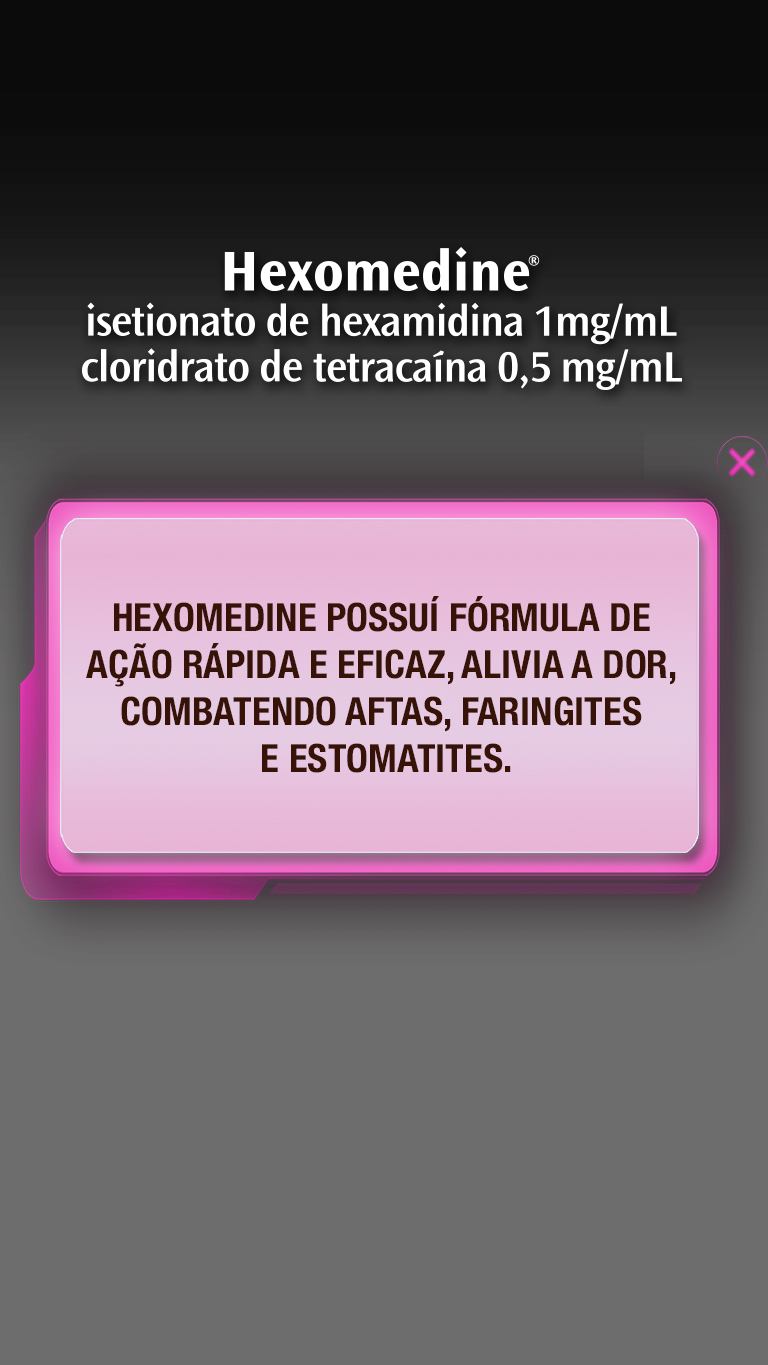 Hexomedine®
isetionato de hexamidina 1mg/mL
cloridrato de tetracaína 0,5 mg/mL
HEXOMEDINE POSSUÍ FÓRMULA DE
AÇÃO RÁPIDA E EFICAZ, ALIVIA A DOR,
COMBATENDO AFTAS, FARINGITES
E ESTOMATITES.